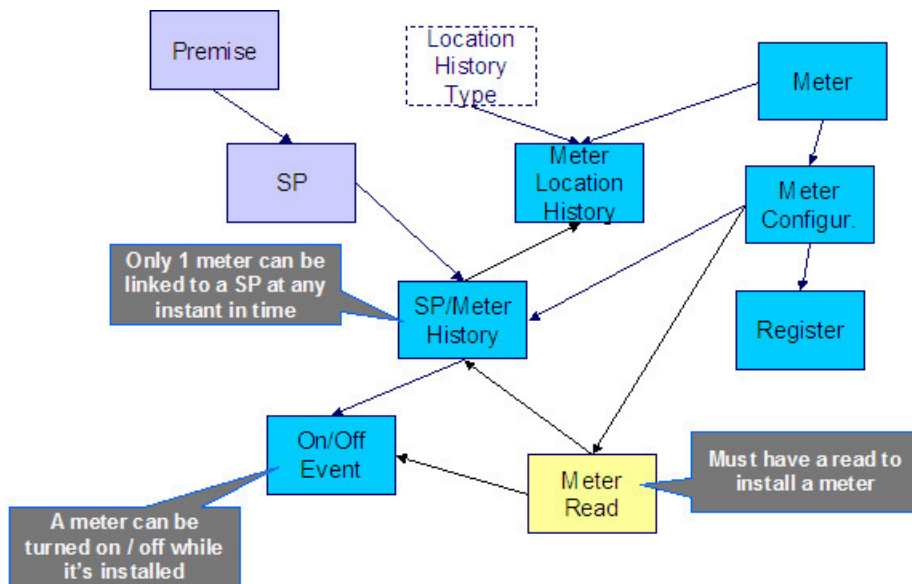 Premise
Location
History
Type
Meter
SP
Meter
Location
History
Meter
Configur.
Only 1 meter can be
linked to a SP at any
instant in time
SP/Meter
History
Register
On/Off
Event
Meter
Read
Must have a read to
install a meter
A meter can be
turned on / off while
it's installed